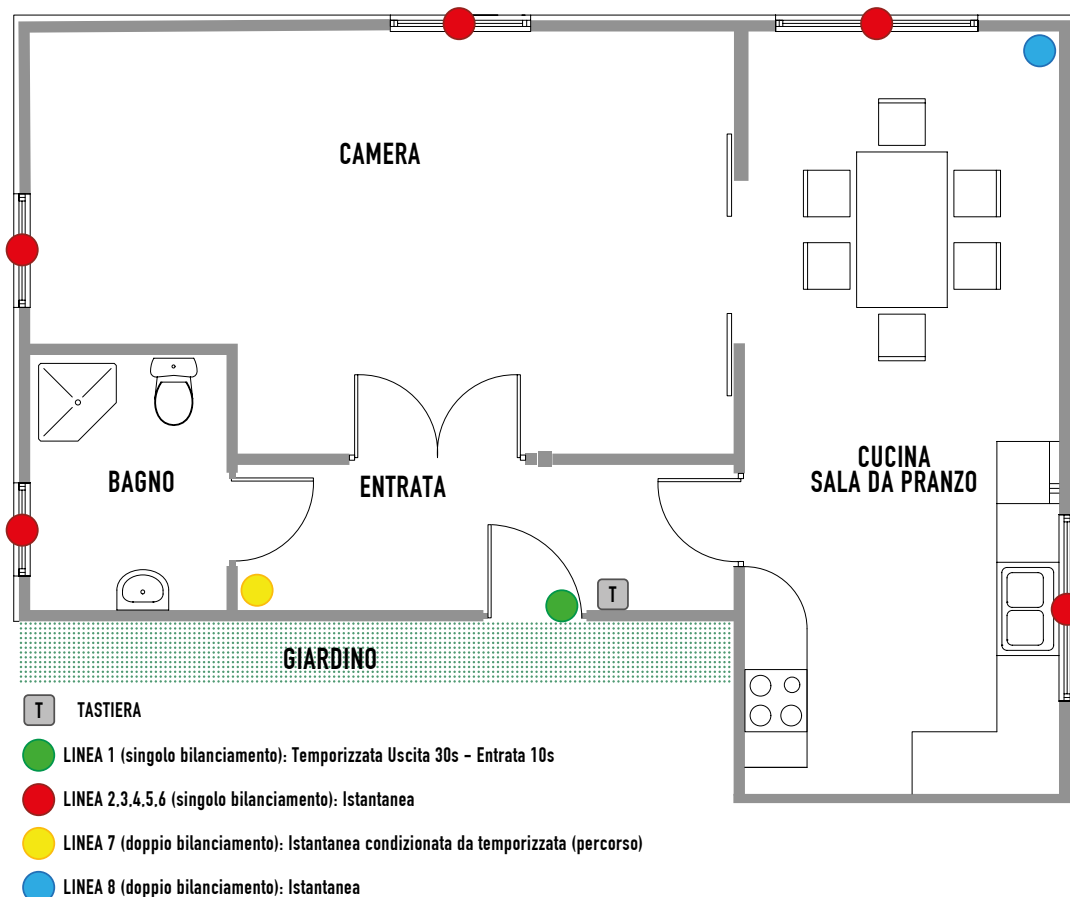 CAMERA
BAGNO
ENTRATA
CUCINA
SALA DA PRANZO
T
GIARDINO
T TASTIERA
LINEA 1 (singolo bilanciamento): Temporizzata Uscita 30s - Entrata 10s
LINEA 2,3,4,5,6 (singolo bilanciamento): Istantanea
LINEA 7 (doppio bilanciamento): Istantanea condizionata da temporizzata (percorso)
LINEA 8 (doppio bilanciamento): Istantanea